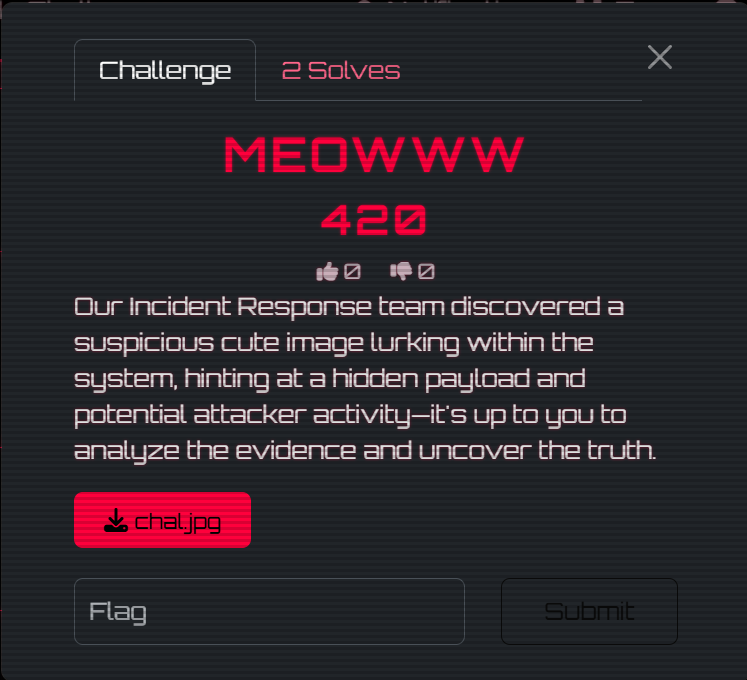 Challenge
2 Solves
MEOWWW
420
0 0
Our Incident Response team discovered a
suspicious cute image lurking within the
system, hinting at a hidden payload and
potential attacker activity—it's up to you to
analyze the evidence and uncover the truth.
chal.jpg
Flag
Submit